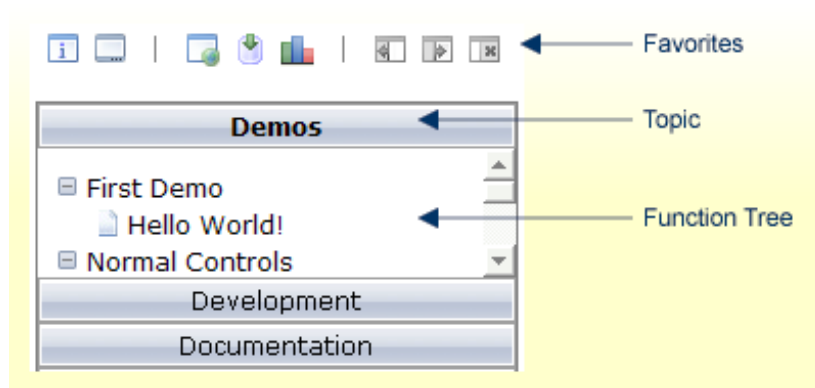 Favorites
Demos
Topic
First Demo
Hello World!
Function Tree
Normal Controls
Development
Documentation